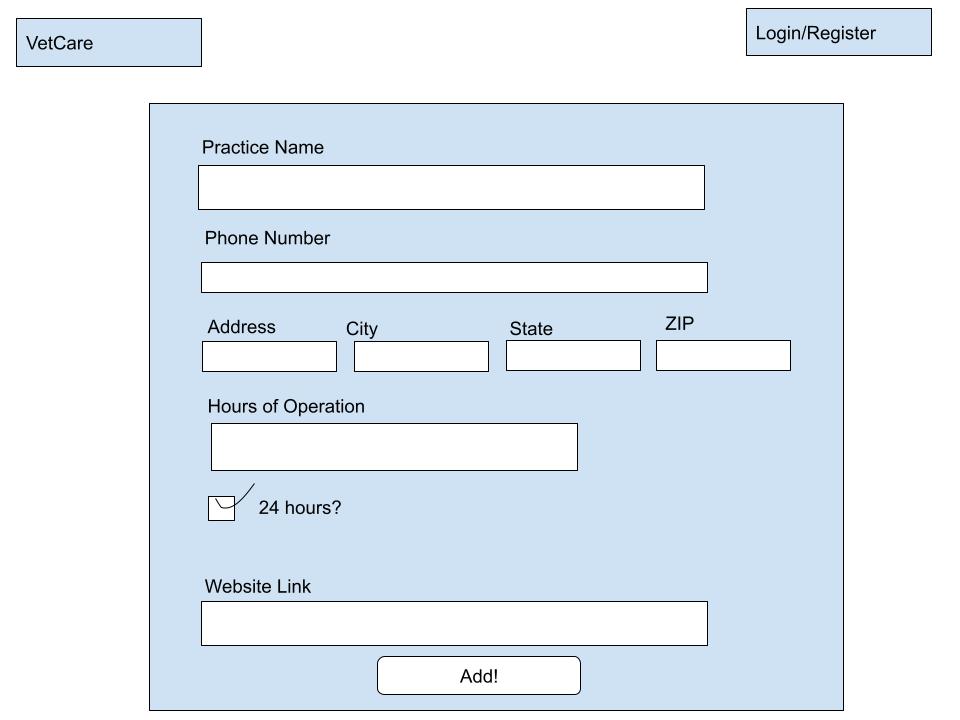 VetCare
Login/Register
Practice Name
Phone Number
Address City State ZIP
Hours of Operation
24 hours?
Website Link
Add!